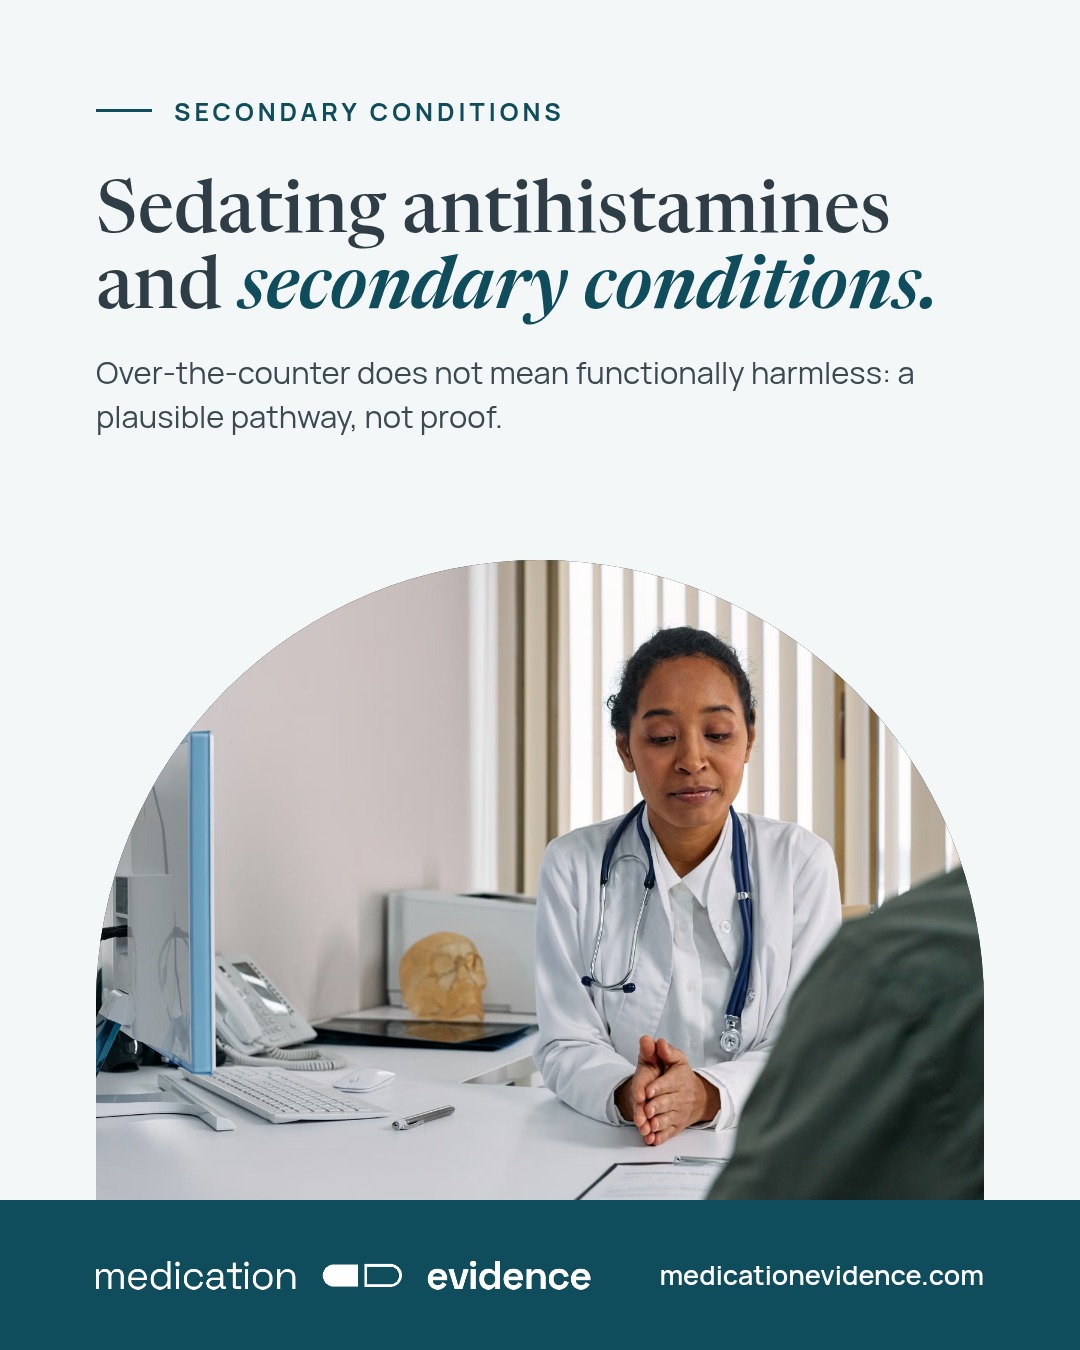 SECONDARY CONDITIONS
Sedating antihistamines
and secondary conditions.
Over-the-counter does not mean functionally harmless: a
plausible pathway, not proof.
medication evidence
medicationevidence.com